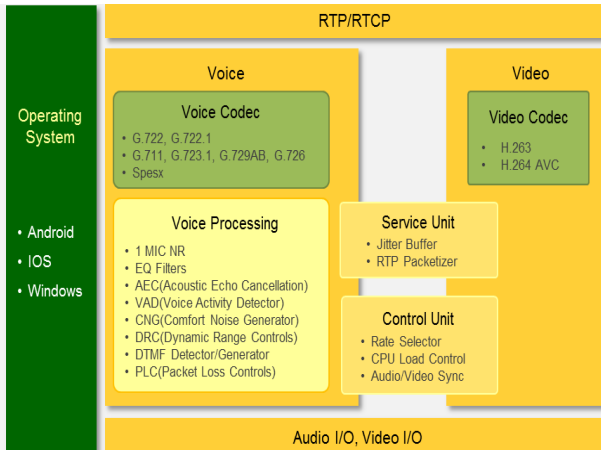 RTP/RTCP
Operating
System
• Android
• IOS
• Windows
Voice
Voice Codec
• G.722, G.722.1
• G.711, G.723.1, G.729AB, G.726
• Spesx
Voice Processing
• 1 MIC NR
• EQ Filters
• AEC(Acoustic Echo Cancellation)
• VAD(Voice Activity Detector)
• CNG(Comfort Noise Generator)
• DRC(Dynamic Range Controls)
• DTMF Detector/Generator
• PLC(Packet Loss Controls)
Service Unit
• Jitter Buffer
• RTP Packetizer
Control Unit
• Rate Selector
• CPU Load Control
• Audio/Video Sync
Video
Video Codec
• H.263
• H.264 AVC
Audio I/O, Video I/O